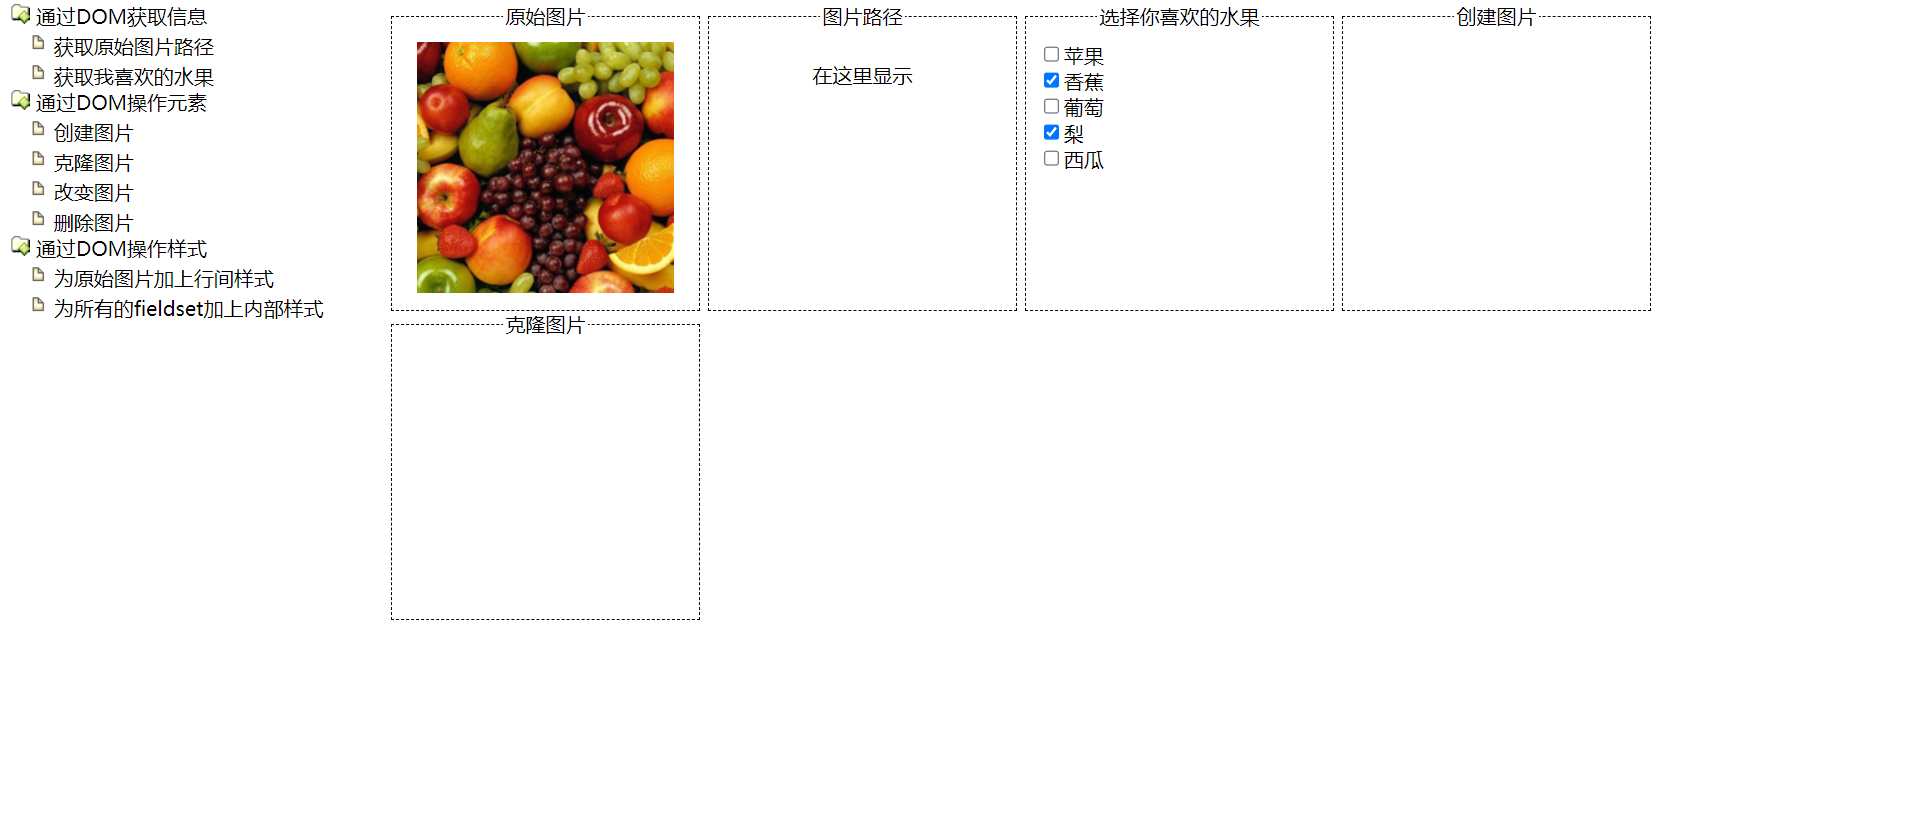 通过DOM获取信息
获取原始图片路径
获取我喜欢的水果
通过DOM操作元素
创建图片
克隆图片
改变图片
删除图片
通过DOM操作样式
为原始图片加上行间样式
为所有的fieldset加上内部样式
原始图片
图片路径
在这里显示
选择你喜欢的水果
苹果
香蕉
葡萄
梨
西瓜
创建图片
克隆图片